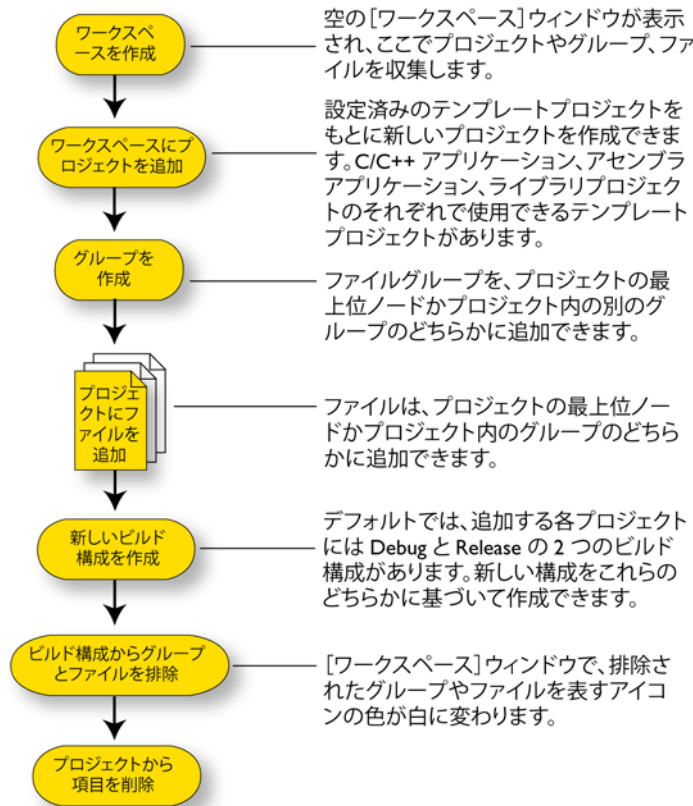 ワークスペ
ースを作成
空の[ワークスペース]ウィンドウが表示
され、ここでプロジェクトやグループ、ファ
イルを収集します。
ワークスペースにプ
ロジェクトを追加
設定済みのテンプレートプロジェクトを
もとに新しいプロジェクトを作成できま
す。C/C++ アプリケーション、アセンブラ
アプリケーション、ライブラリプロジェク
トのそれぞれで使用できるテンプレート
プロジェクトがあります。
グループを
作成
ファイルグループを、プロジェクトの最
上位ノードかプロジェクト内の別のグ
ループのどちらかに追加できます。
プロジェ
クトにフ
ァイルを
追加
ファイルは、プロジェクトの最上位ノー
ドかプロジェクト内のグループのどちら
かに追加できます。
新しいビルド
構成を作成
デフォルトでは、追加する各プロジェクト
には Debug と Release の 2 つのビルド
構成があります。新しい構成をこれらの
どちらかに基づいて作成できます。
ビルド構成からグループ
とファイルを排除
[ワークスペース]ウィンドウで、排除さ
れたグループやファイルを表すアイコ
ンの色が白に変わります。
プロジェクトから
項目を削除